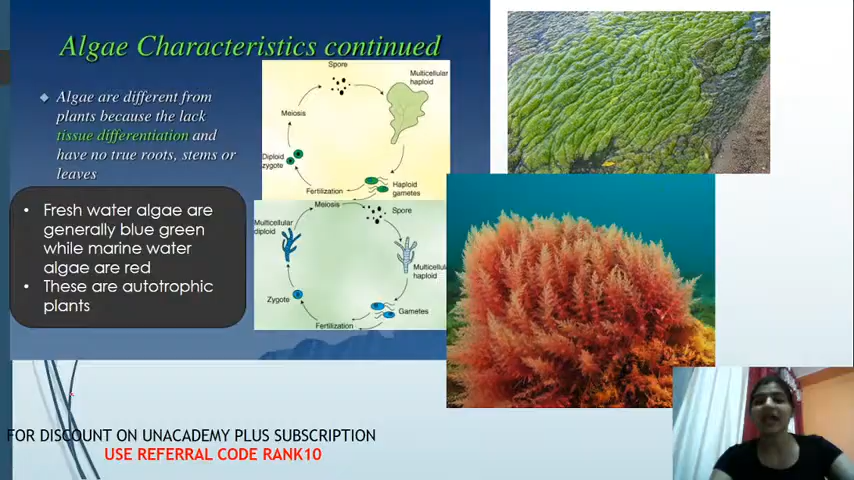 Algae Characteristics continued
Algae are different from
plants because the lack
tissue differentiation and
have no true roots, stems or
leaves
• Fresh water algae are
generally blue green
while marine water
algae are red
• These are autotrophic
plants
Spore
Multicellular
haploid
Meiosis
Diploid
zygote
Fertilization
Haploid
gametes
Meiosis
Spore
Multicellular
diploid
Multicellula
haploid
Zygote
Gametes
Fertilization
FOR DISCOUNT ON UNACADEMY PLUS SUBSCRIPTION
USE REFERRAL CODE RANK10